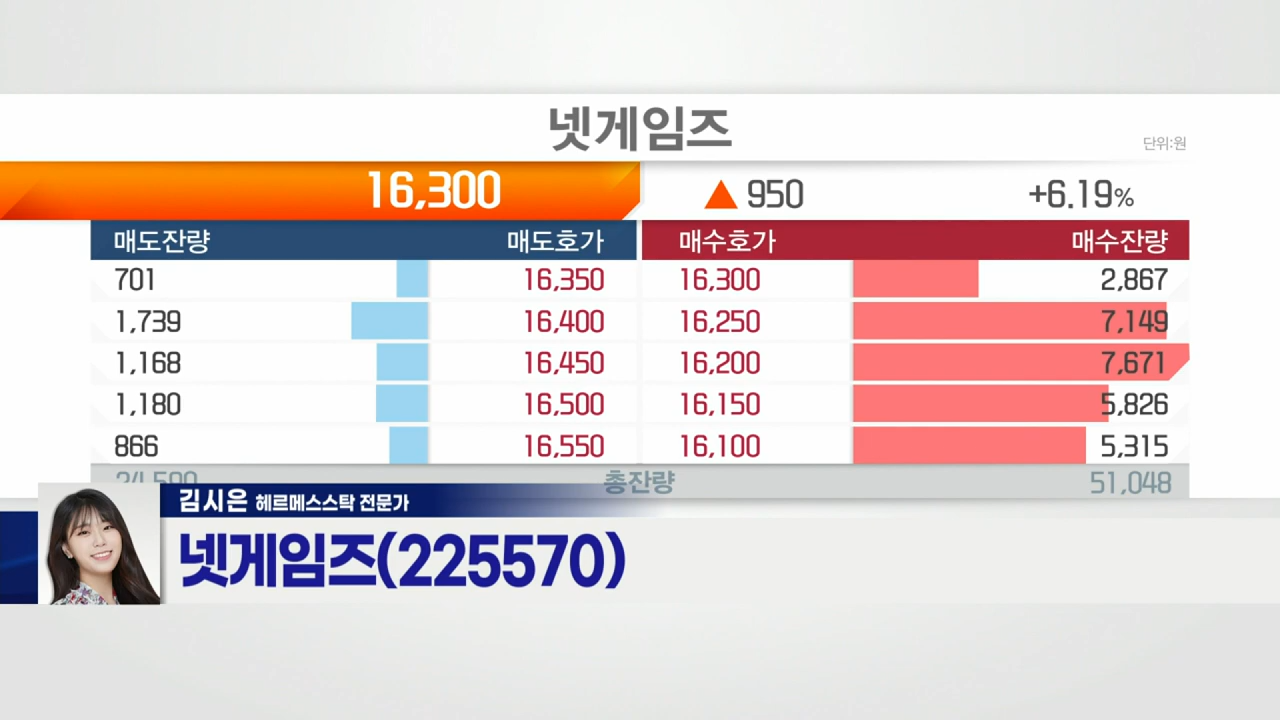 넷게임즈
단위:원
16,300 ▲ 950 +6.19%
매도잔량 매도호가 매수호가 매수잔량
701 16,350 16,300 2,867
1,739 16,400 16,250 7,149
1,168 16,450 16,200 7,671
1,180 16,500 16,150 5,826
866 16,550 16,100 5,315
총잔량 51,048
김시은 헤르메스스탁 전문가
넷게임즈(225570)